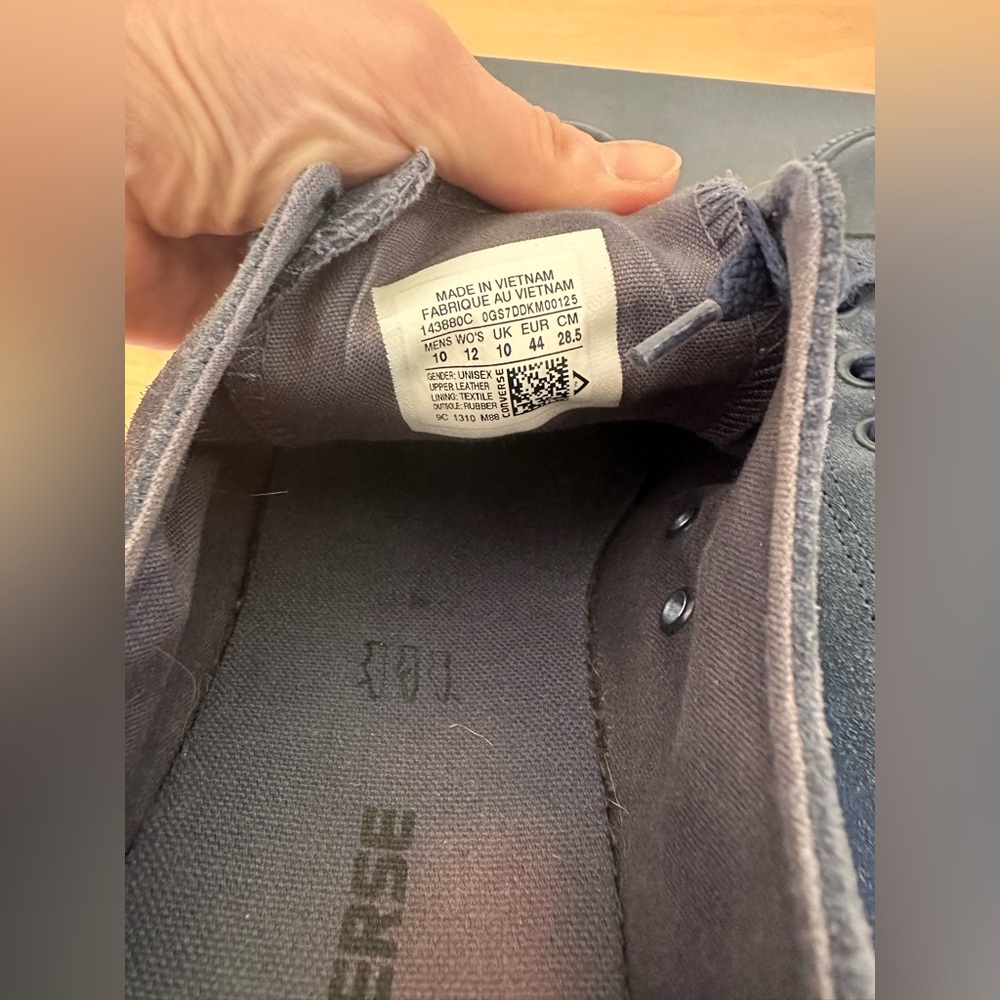 MADE IN VIETNAM
FABRIQUE AU VIETNAM
143880C 0GS7DDKM00125
MENS WO'S UK EUR CM
10 12 10 44 28.5
GENDER: UNISEX
UPPER: LEATHER
LINING: TEXTILE
OUTSOLE: RUBBER
9C 1310 M88
CONVERSE
ERSE